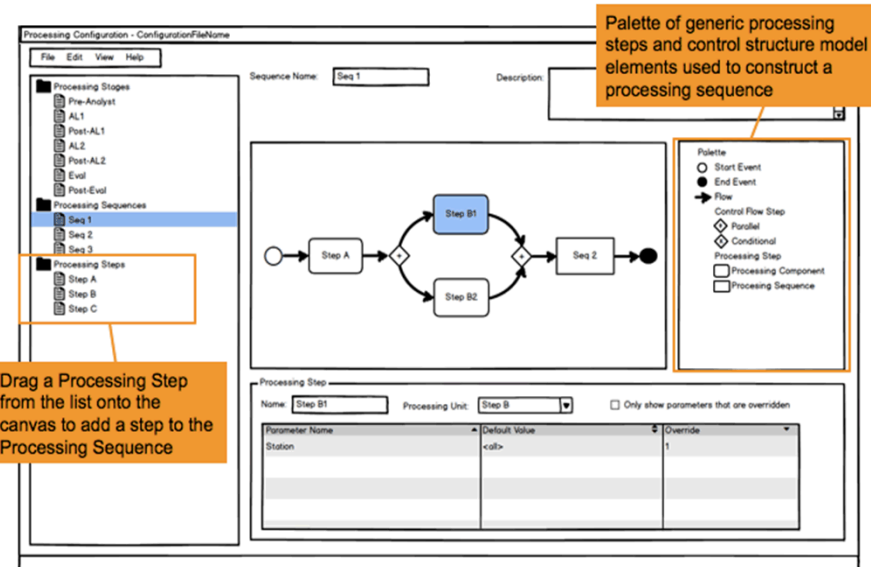 Processing Configuration - ConfigurationFileName
File Edit View Help
Palette of generic processing
steps and control structure model
elements used to construct a
processing sequence
Processing Stages
Pre-Analyst
AL1
Post-AL1
AL2
Post-AL2
Eval
Post-Eval
Processing Sequences
Seq 1
Seq 2
Seq 3
Processing Steps
Step A
Step B
Step C
Drag a Processing Step
from the list onto the
canvas to add a step to the
Processing Sequence
Sequence Name: Seq 1
Description:
Step A
+
Step B1
Step B2
+
Seq 2
Palette
Start Event
End Event
Flow
Control Flow Step
+ Parallel
X Conditional
Processing Step
Processing Component
Procesing Sequence
Processing Step
Name: Step B1 Processing Unit: Step B Only show parameters that are overridden
Parameter Name Default Value Override
Station <all> 1